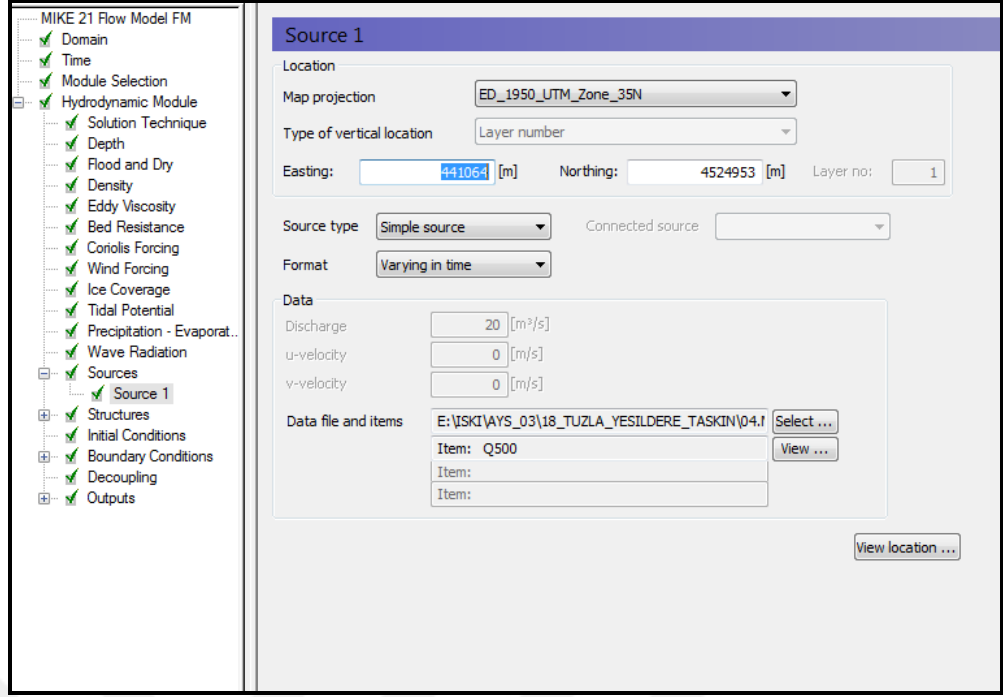 MIKE 21 Flow Model FM
Domain
Time
Module Selection
Hydrodynamic Module
Solution Technique
Depth
Flood and Dry
Density
Eddy Viscosity
Bed Resistance
Coriolis Forcing
Wind Forcing
Ice Coverage
Tidal Potential
Precipitation - Evaporat..
Wave Radiation
Sources
Source 1
Structures
Initial Conditions
Boundary Conditions
Decoupling
Outputs
Source 1
Location
Map projection ED_1950_UTM_Zone_35N
Type of vertical location Layer number
Easting: 441064 [m] Northing: 4524953 [m] Layer no: 1
Source type Simple source Connected source
Format Varying in time
Data
Discharge 20 [m³/s]
u-velocity 0 [m/s]
v-velocity 0 [m/s]
Data file and items E:\ISKI\AYS_03\18_TUZLA_YESILDERE_TASKIN\04. Select ...
Item: Q500 View ...
Item:
Item:
View location ...